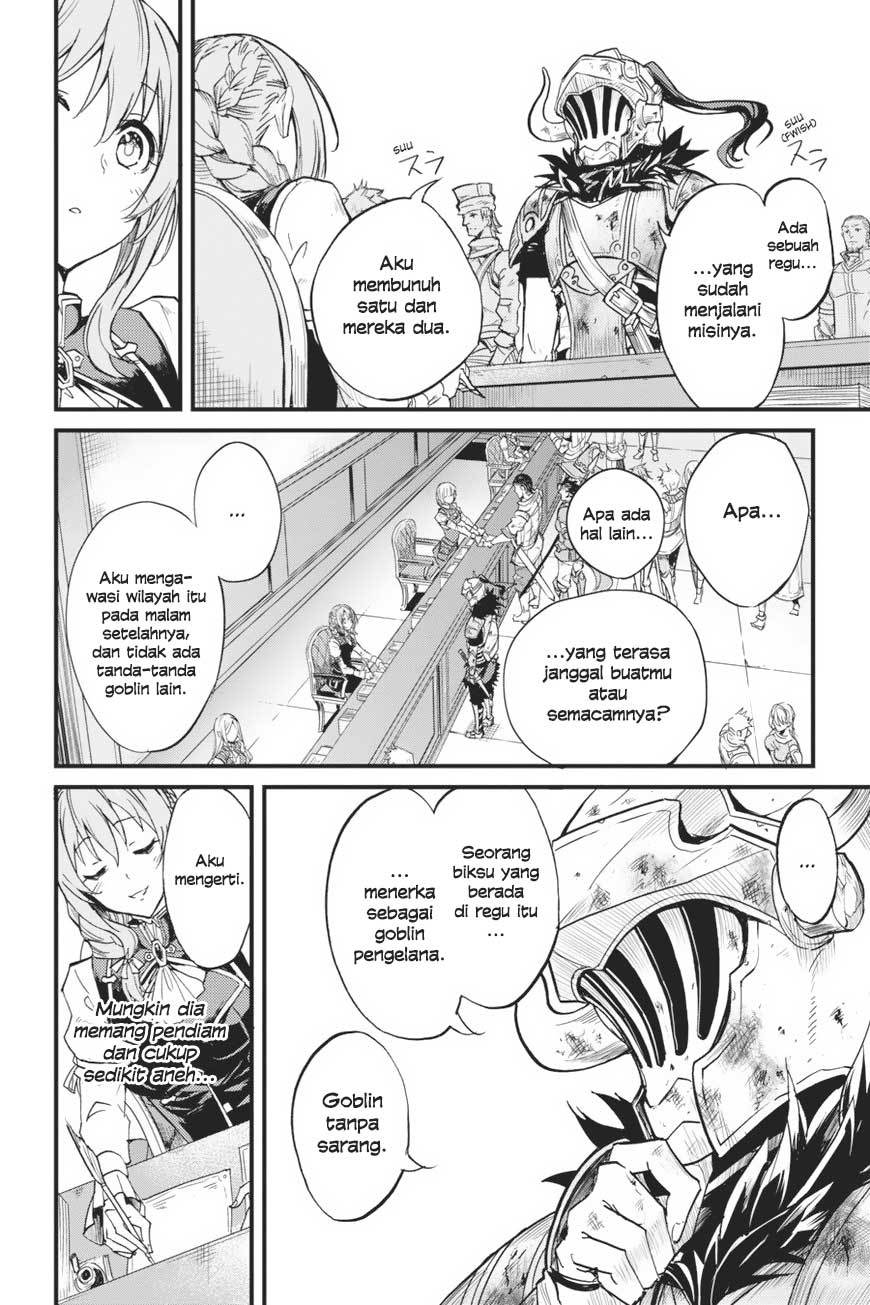 SUU
(FWISH)
スラ
Ada
sebuah
regu...
...yang
sudah
menjalani
misinya.
SUU
スラ
Aku
membunuh
satu dan
mereka dua.
Apa...
Apa ada
hal lain...
...yang terasa
janggal buatmu
atau
semacamnya?
...
Aku menga-
wasi wilayah itu
pada malam
setelahnya,
dan tidak ada
tanda-tanda
goblin lain.
...
Seorang
biksu yang
berada
di regu itu
...
...
menerka
sebagai
goblin
pengelana.
Goblin
tanpa
sarang.
Aku
mengerti.
Mungkin dia
memang pendiam
dan cukup
sedikit aneh...